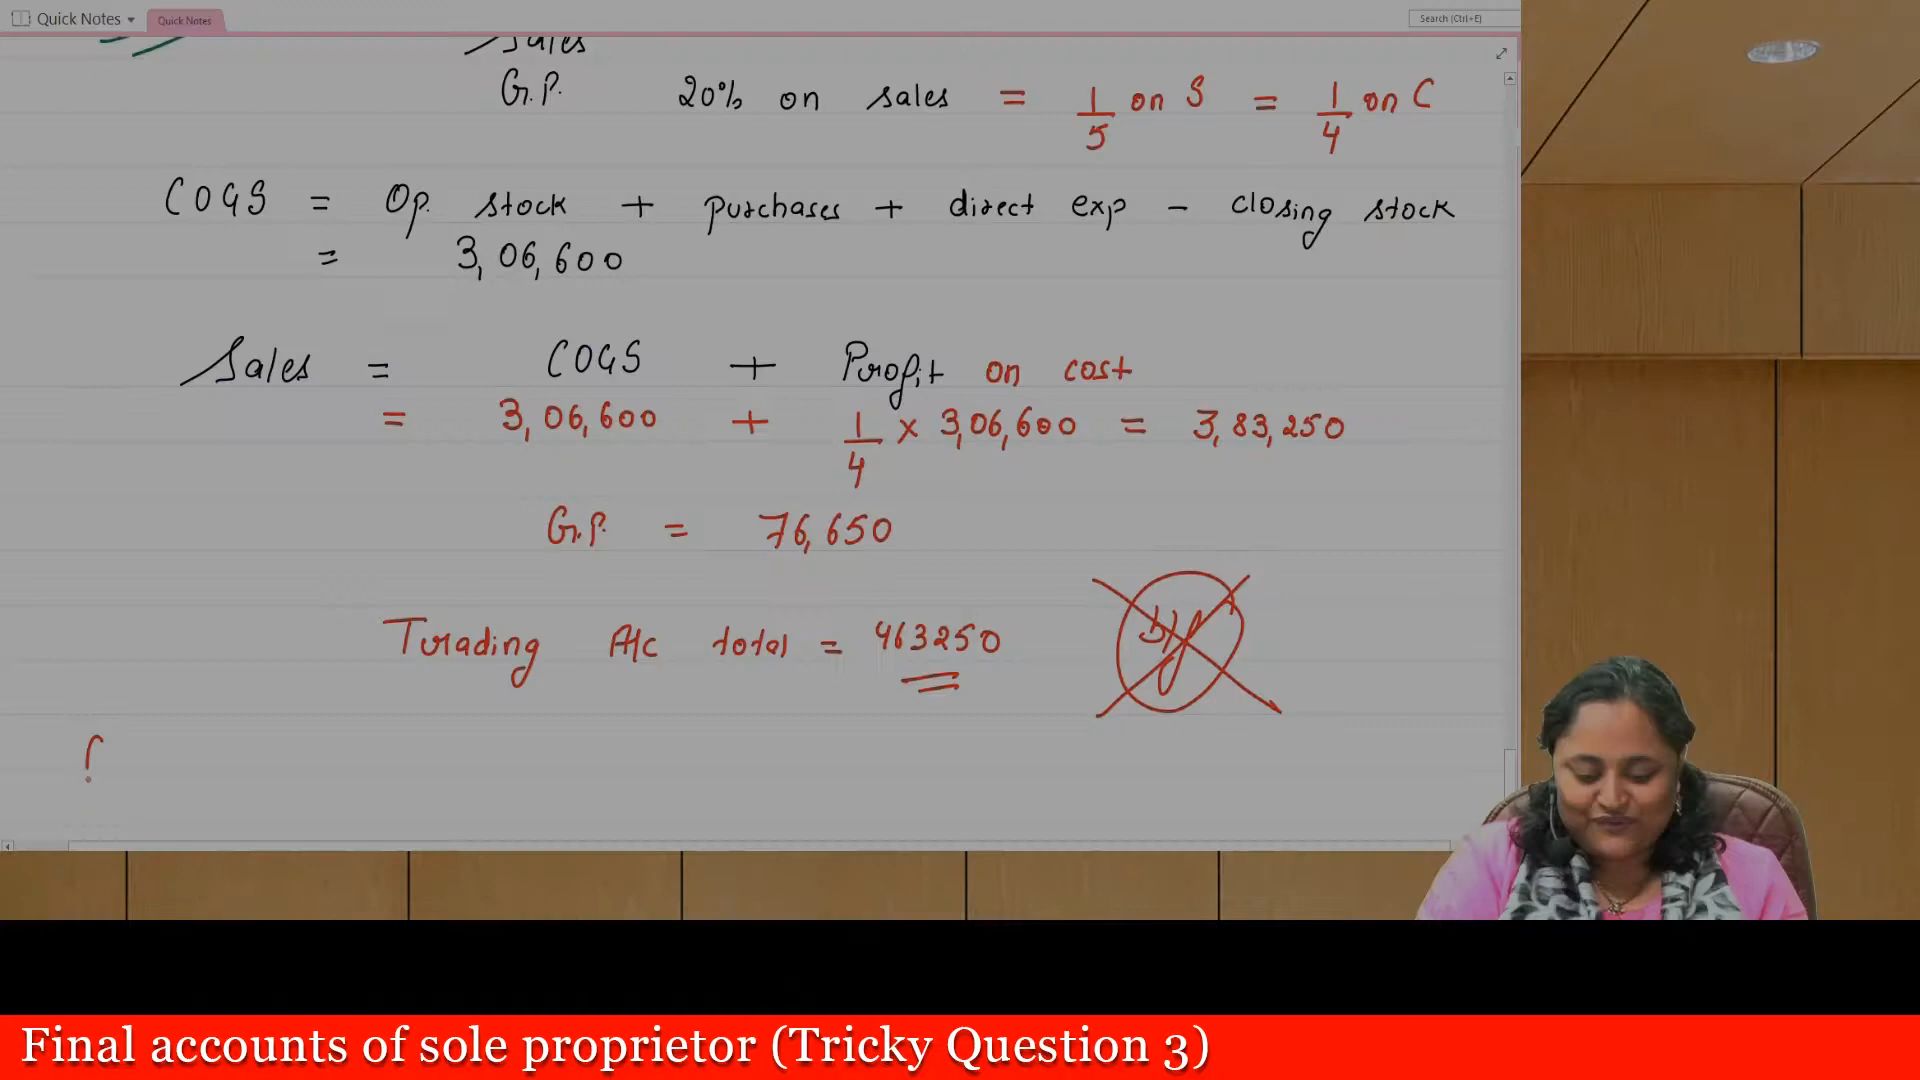 Quick Notes
Quick Notes
Search (Ctrl+E)
Sales
G.P. 20% on sales = 1/5 on S = 1/4 on C
COGS = Op. stock + purchases + direct exp - closing stock
= 3,06,600
Sales = COGS + Profit on cost
= 3,06,600 + 1/4 × 3,06,600 = 3,83,250
G.P. = 76,650
Trading A/c total = 463250
Final accounts of sole proprietor (Tricky Question 3)